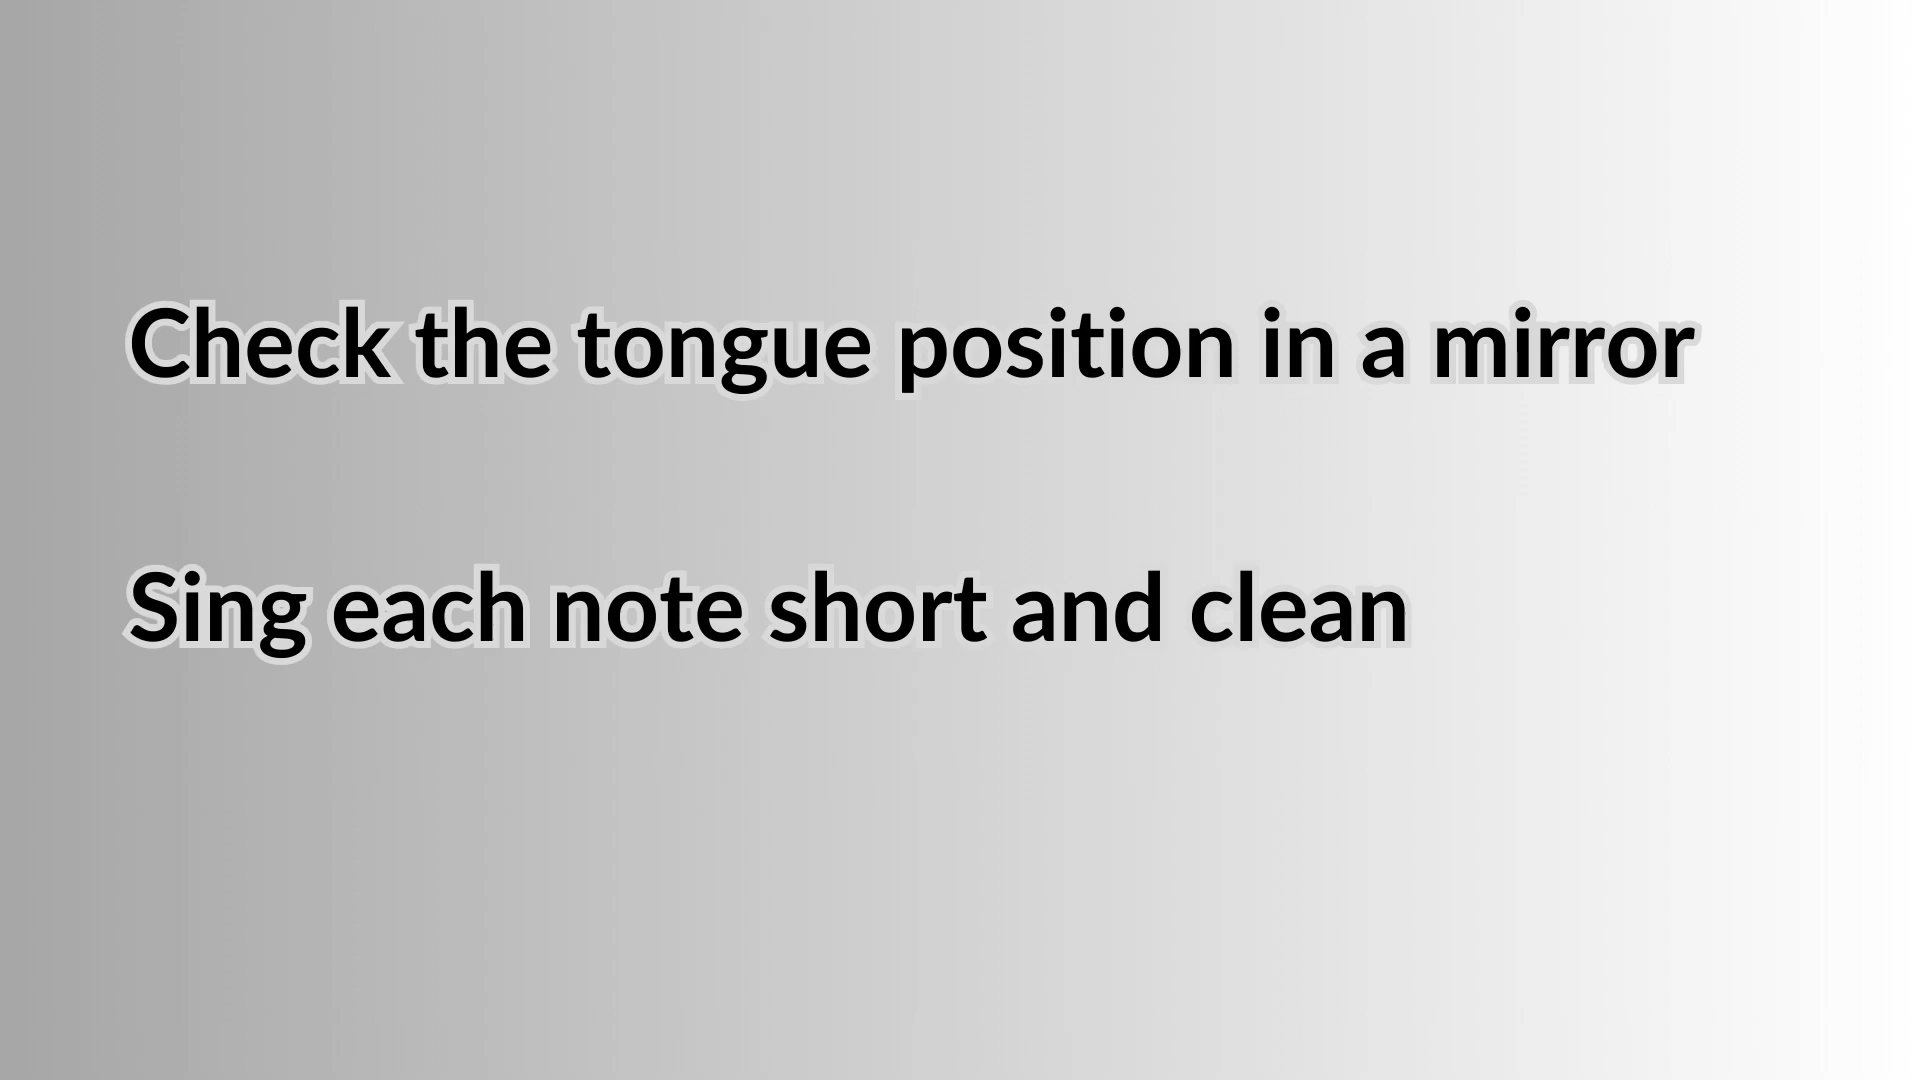 Check the tongue position in a mirror
Sing each note short and clean